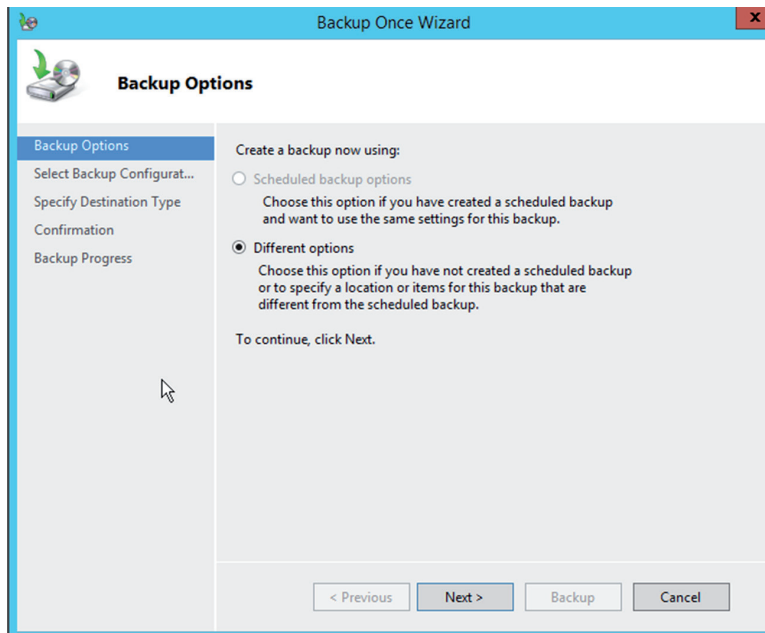 Backup Once Wizard
x
Backup Options
Backup Options
Select Backup Configurat...
Specify Destination Type
Confirmation
Backup Progress
Create a backup now using:
Scheduled backup options
Choose this option if you have created a scheduled backup
and want to use the same settings for this backup.
Different options
Choose this option if you have not created a scheduled backup
or to specify a location or items for this backup that are
different from the scheduled backup.
To continue, click Next.
< Previous
Next >
Backup
Cancel